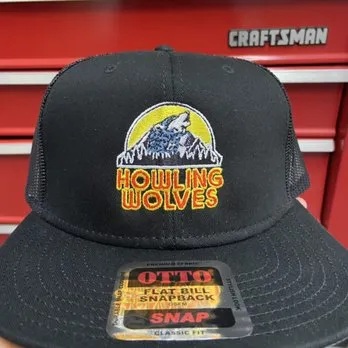 CRAFTSMAN
HOWLING
WOLVES
OTTO
FLAT BILL
SNAPBACK
SNAP
CLASSIC FIT